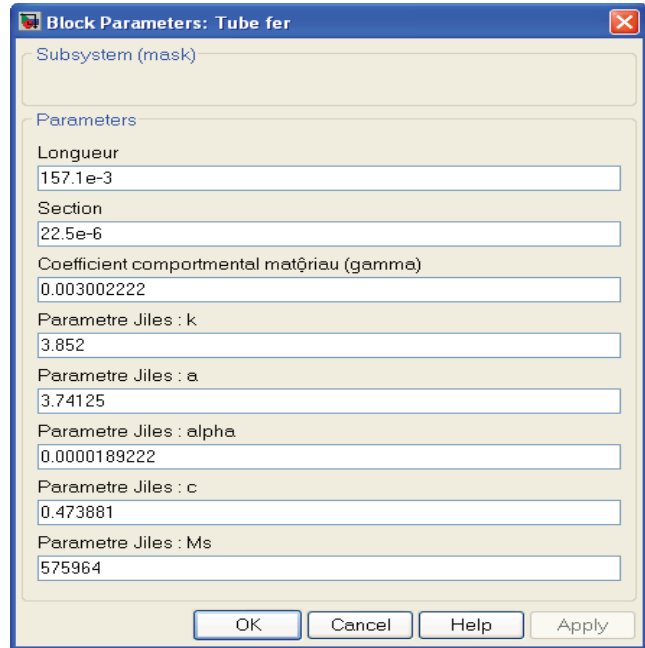 Block Parameters: Tube fer
Subsystem (mask)
Parameters
Longueur
157.1e-3
Section
22.5e-6
Coefficient comportmental matộriau (gamma)
0.003002222
Parametre Jiles : k
3.852
Parametre Jiles : a
3.74125
Parametre Jiles : alpha
0.0000189222
Parametre Jiles : c
0.473881
Parametre Jiles : Ms
575964
OK Cancel Help Apply